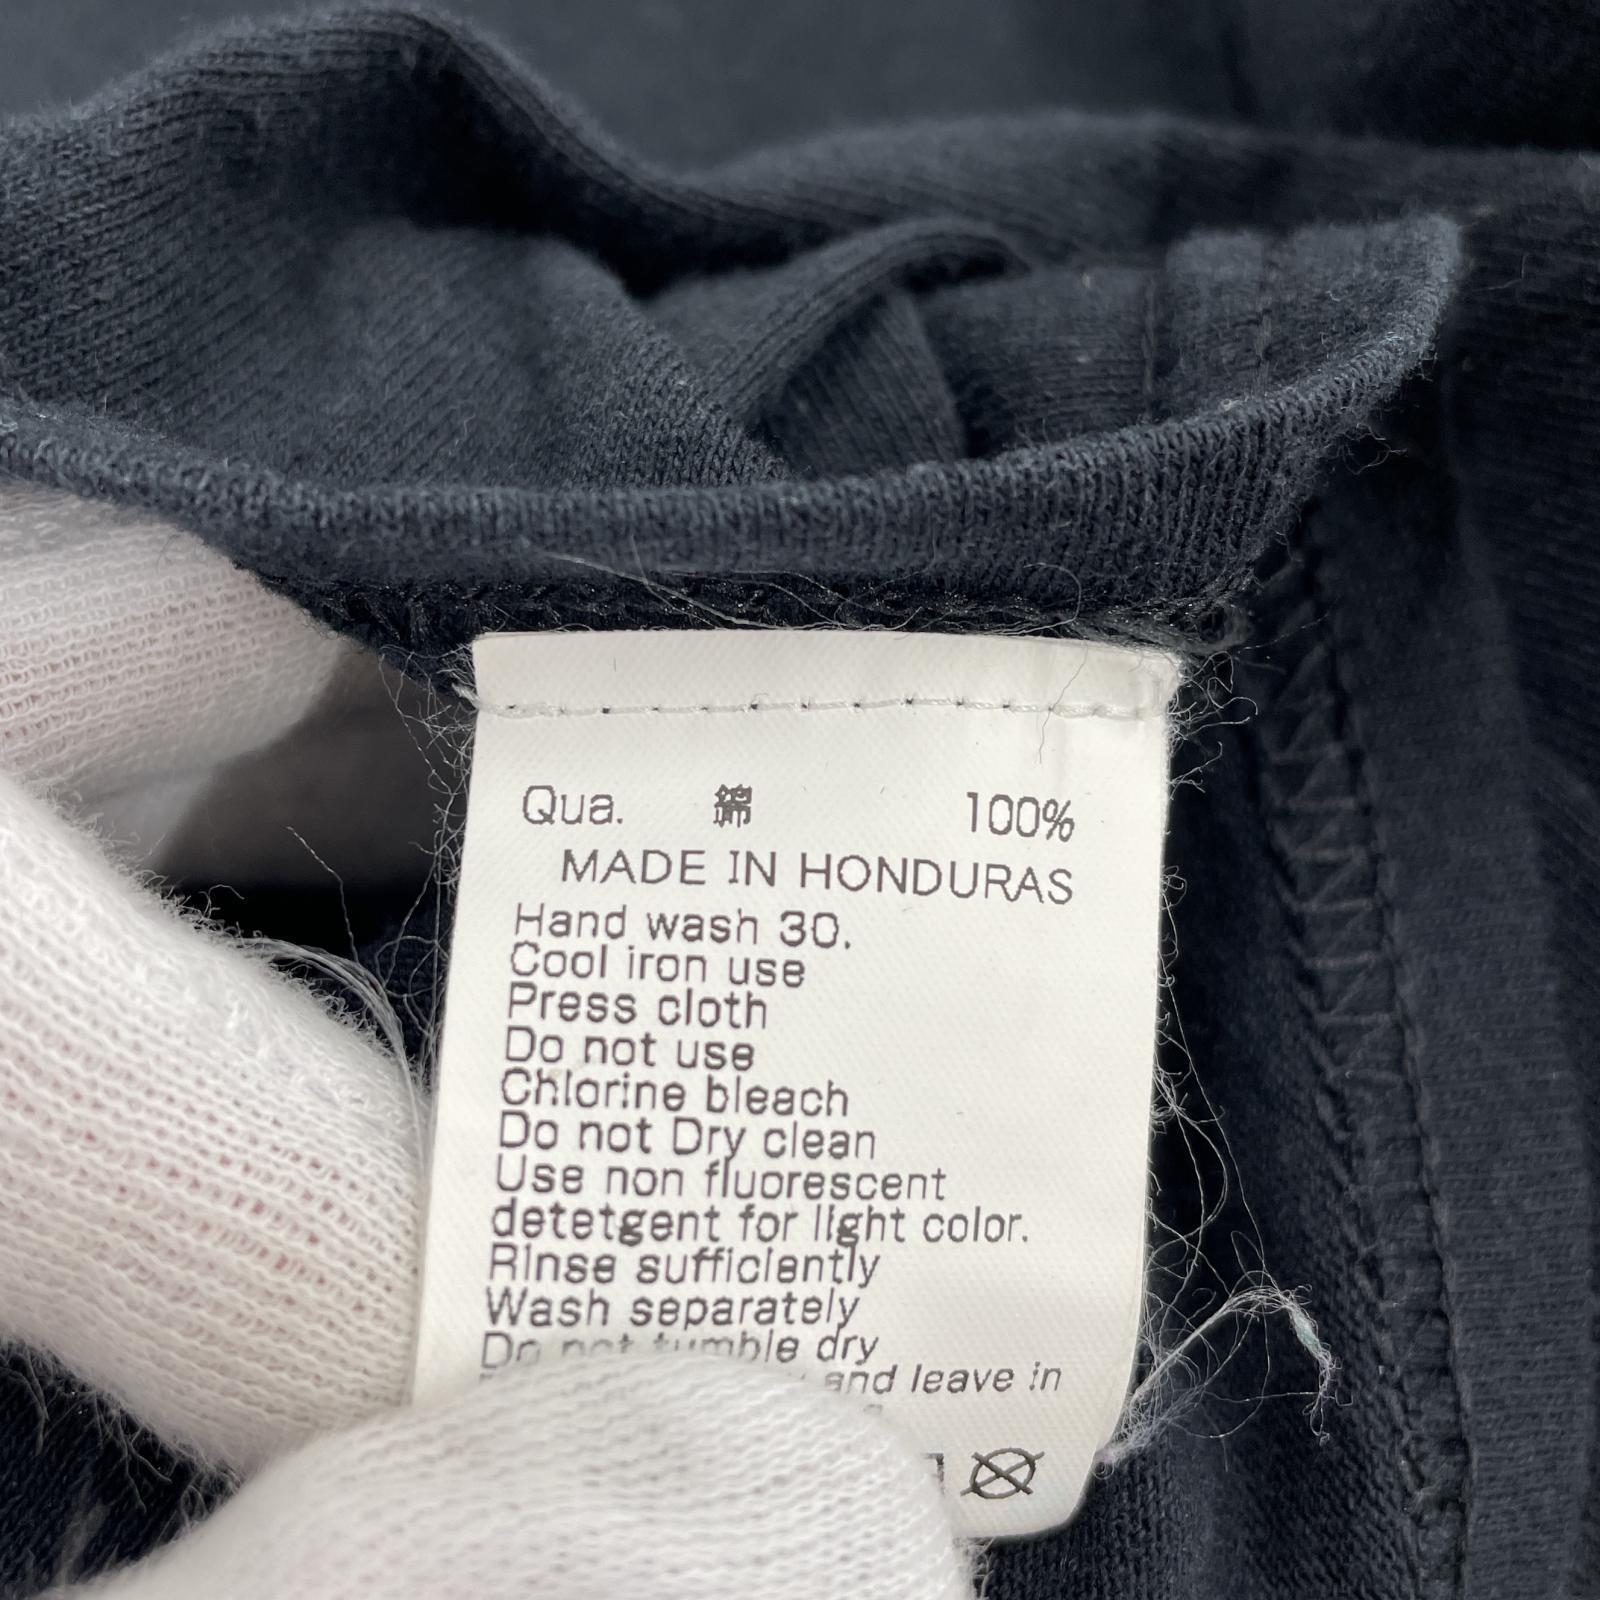 Qua. 綿 100%
MADE IN HONDURAS
Hand wash 30.
Cool iron use
Press cloth
Do not use
Chlorine bleach
Do not Dry clean
Use non fluorescent
detetgent for light color.
Rinse sufficiently
Wash separately
Do not tumble dry
and leave in